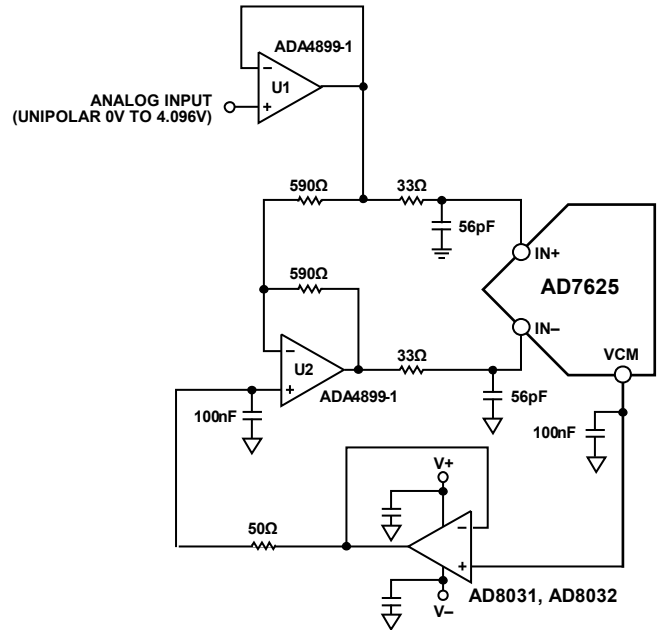 ADA4899-1
−
U1
+
ANALOG INPUT
(UNIPOLAR 0V TO 4.096V)
590Ω
33Ω
56pF
IN+
590Ω
AD7625
IN−
−
U2
+
33Ω
VCM
ADA4899-1
100nF
56pF
100nF
V+
50Ω
−
+
AD8031, AD8032
V−